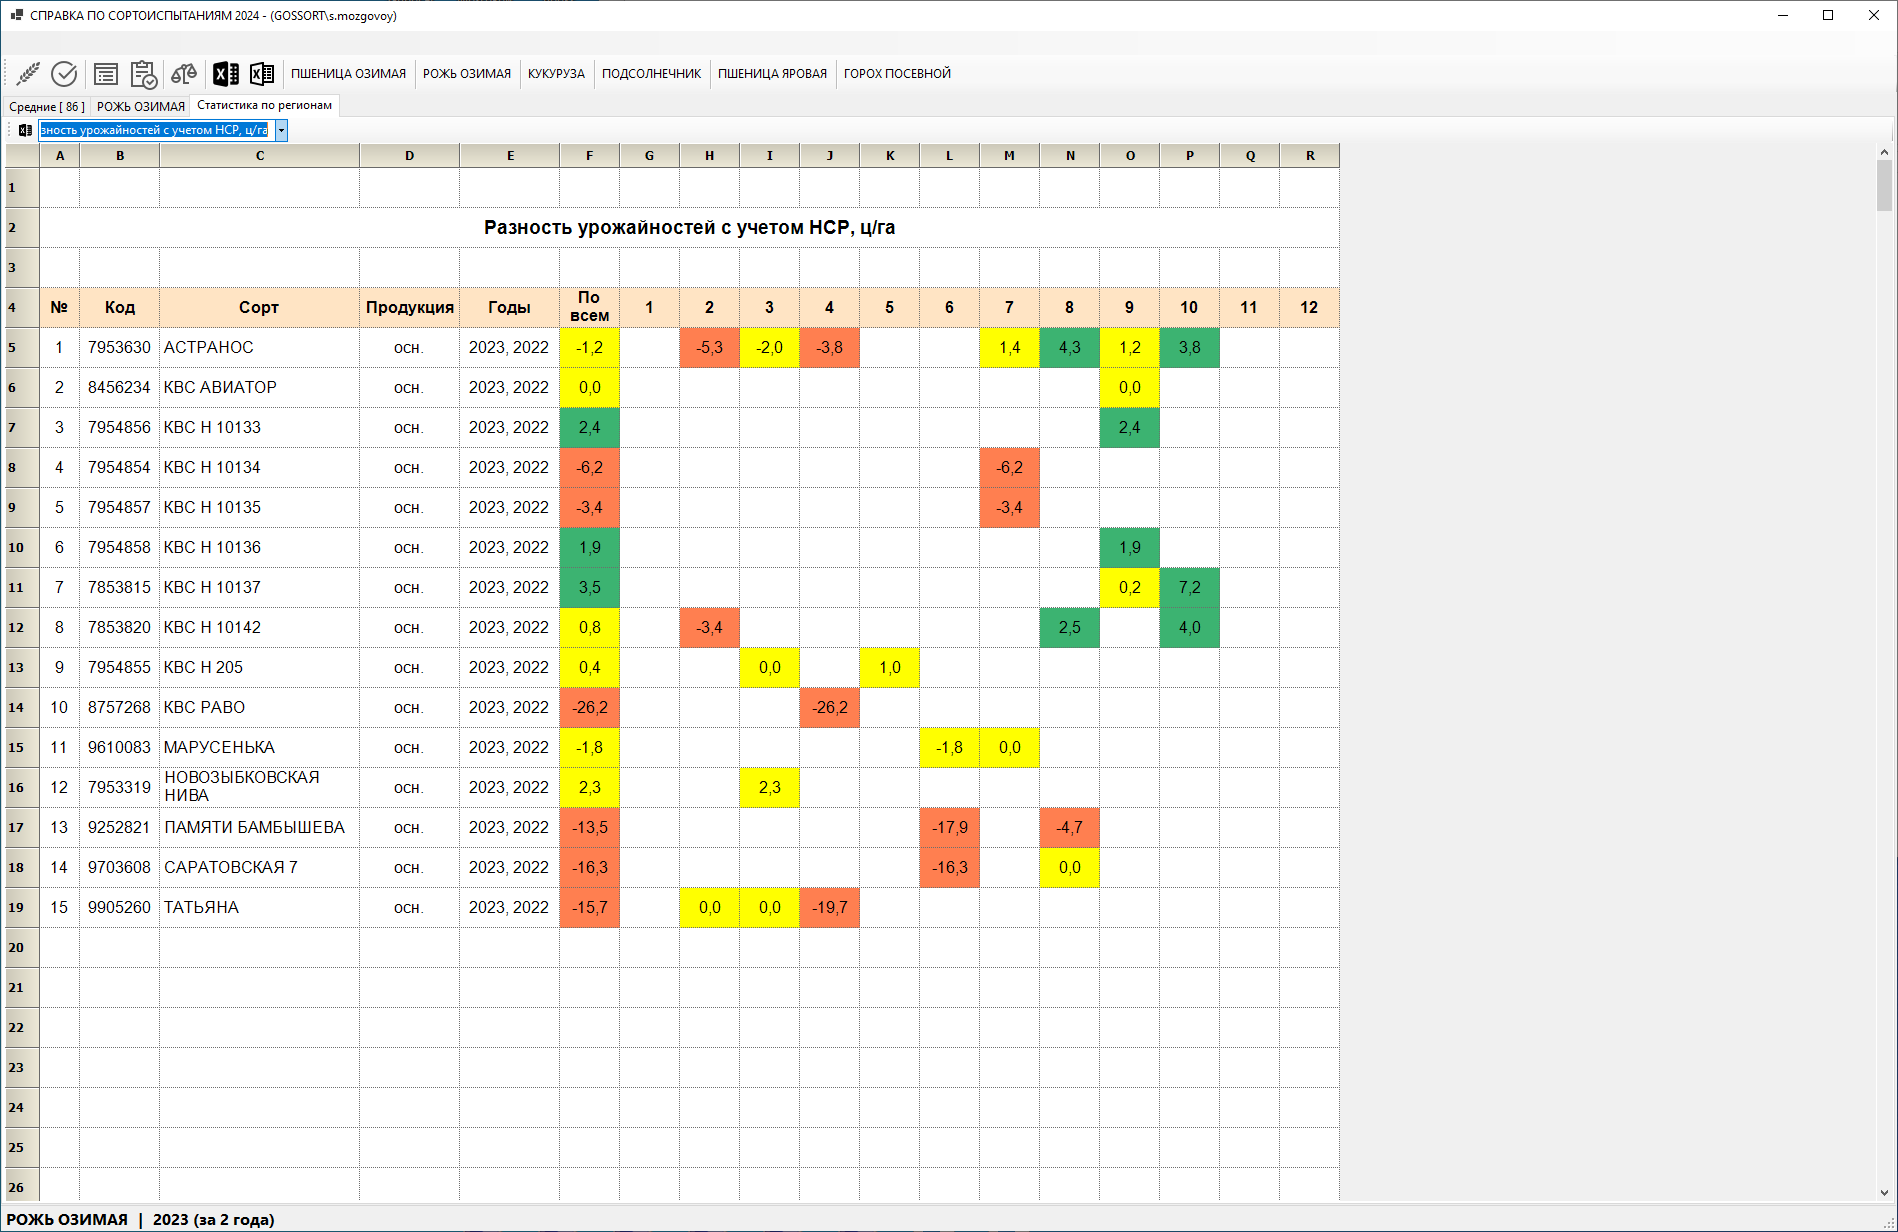 СПРАВКА ПО СОРТОИСПЫТАНИЯМ 2024 - (GOSSORT\s.mozgovoy)
ПШЕНИЦА ОЗИМАЯ РОЖЬ ОЗИМАЯ КУКУРУЗА ПОДСОЛНЕЧНИК ПШЕНИЦА ЯРОВАЯ ГОРОХ ПОСЕВНОЙ
Средние [ 86 ] РОЖЬ ОЗИМАЯ Статистика по регионам
зность урожайностей с учетом НСР, ц/га
A B C D E F G H I J K L M N O P Q R
1
2 Разность урожайностей с учетом НСР, ц/га
3
4 № Код Сорт Продукция Годы По всем 1 2 3 4 5 6 7 8 9 10 11 12
5 1 7953630 АСТРАНОС осн. 2023, 2022 -1,2 -5,3 -2,0 -3,8 1,4 4,3 1,2 3,8
6 2 8456234 КВС АВИАТОР осн. 2023, 2022 0,0 0,0
7 3 7954856 КВС Н 10133 осн. 2023, 2022 2,4 2,4
8 4 7954854 КВС Н 10134 осн. 2023, 2022 -6,2 -6,2
9 5 7954857 КВС Н 10135 осн. 2023, 2022 -3,4 -3,4
10 6 7954858 КВС Н 10136 осн. 2023, 2022 1,9 1,9
11 7 7853815 КВС Н 10137 осн. 2023, 2022 3,5 0,2 7,2
12 8 7853820 КВС Н 10142 осн. 2023, 2022 0,8 -3,4 2,5 4,0
13 9 7954855 КВС Н 205 осн. 2023, 2022 0,4 0,0 1,0
14 10 8757268 КВС РАВО осн. 2023, 2022 -26,2 -26,2
15 11 9610083 МАРУСЕНЬКА осн. 2023, 2022 -1,8 -1,8 0,0
16 12 7953319 НОВОЗЫБКОВСКАЯ НИВА осн. 2023, 2022 2,3 2,3
17 13 9252821 ПАМЯТИ БАМБЫШЕВА осн. 2023, 2022 -13,5 -17,9 -4,7
18 14 9703608 САРАТОВСКАЯ 7 осн. 2023, 2022 -16,3 -16,3 0,0
19 15 9905260 ТАТЬЯНА осн. 2023, 2022 -15,7 0,0 0,0 -19,7
20
21
22
23
24
25
26
РОЖЬ ОЗИМАЯ | 2023 (за 2 года)